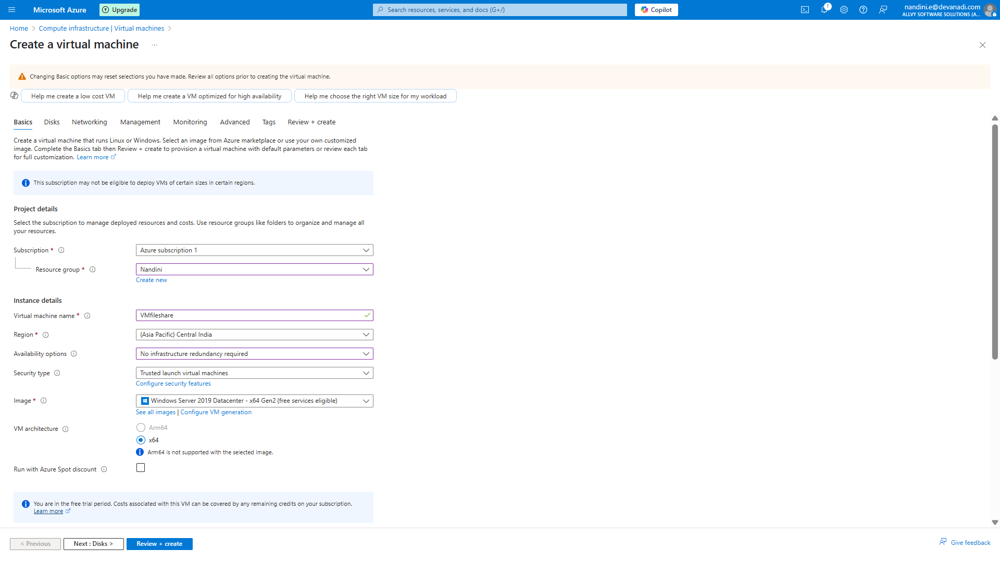 Microsoft Azure
Upgrade
Search resources, services, and docs (G+/)
Copilot
1
nandini.e@devanadi.com
ALLVY SOFTWARE SOLUTIONS (A...
Home > Compute infrastructure | Virtual machines >
Create a virtual machine ...
Changing Basic options may reset selections you have made. Review all options prior to creating the virtual machine.
Help me create a low cost VM
Help me create a VM optimized for high availability
Help me choose the right VM size for my workload
Basics Disks Networking Management Monitoring Advanced Tags Review + create
Create a virtual machine that runs Linux or Windows. Select an image from Azure marketplace or use your own customized
image. Complete the Basics tab then Review + create to provision a virtual machine with default parameters or review each tab
for full customization. Learn more
This subscription may not be eligible to deploy VMs of certain sizes in certain regions.
Project details
Select the subscription to manage deployed resources and costs. Use resource groups like folders to organize and manage all
your resources.
Subscription * Azure subscription 1
Resource group * Nandini
Create new
Instance details
Virtual machine name * VMfileshare
Region * (Asia Pacific) Central India
Availability options No infrastructure redundancy required
Security type Trusted launch virtual machines
Configure security features
Image * Windows Server 2019 Datacenter - x64 Gen2 (free services eligible)
See all images | Configure VM generation
VM architecture
Arm64
x64
Arm64 is not supported with the selected image.
Run with Azure Spot discount
You are in the free trial period. Costs associated with this VM can be covered by any remaining credits on your subscription.
Learn more
< Previous
Next : Disks >
Review + create
Give feedback